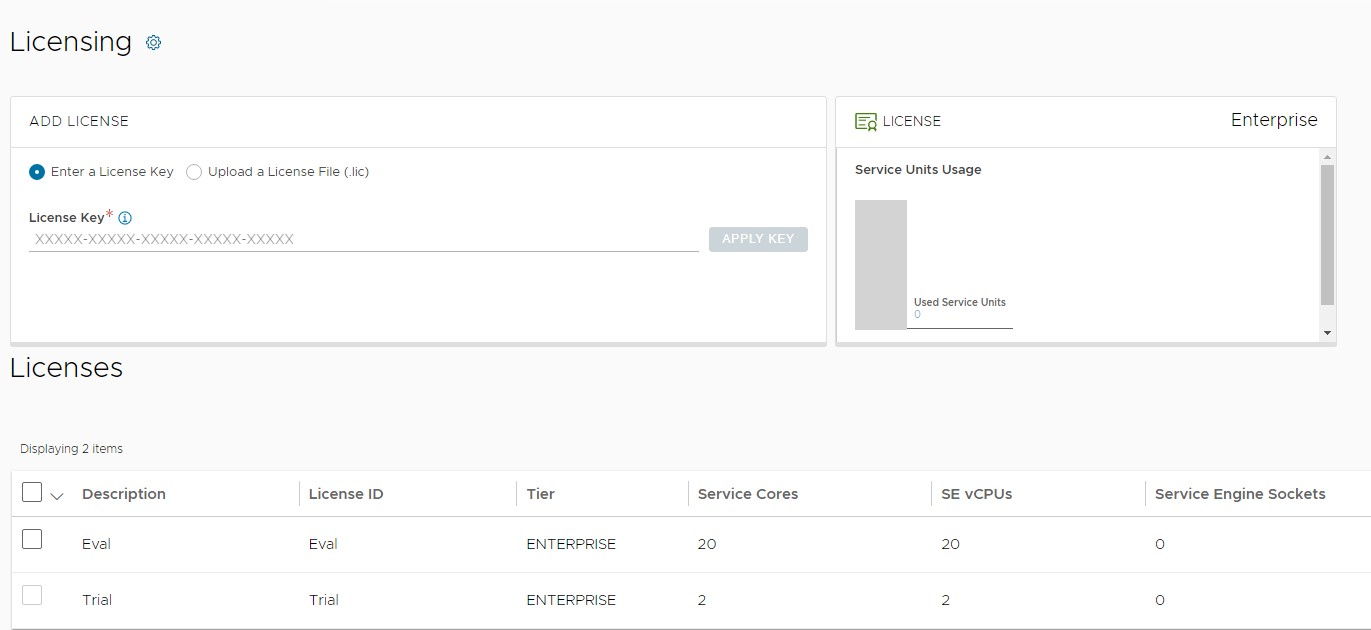 Licensing
ADD LICENSE
Enter a License Key Upload a License File (.lic)
License Key*
XXXXX-XXXXX-XXXXX-XXXXX-XXXXX
APPLY KEY
LICENSE Enterprise
Service Units Usage
Used Service Units
0
Licenses
Displaying 2 items
Description License ID Tier Service Cores SE vCPUs Service Engine Sockets
Eval Eval ENTERPRISE 20 20 0
Trial Trial ENTERPRISE 2 2 0